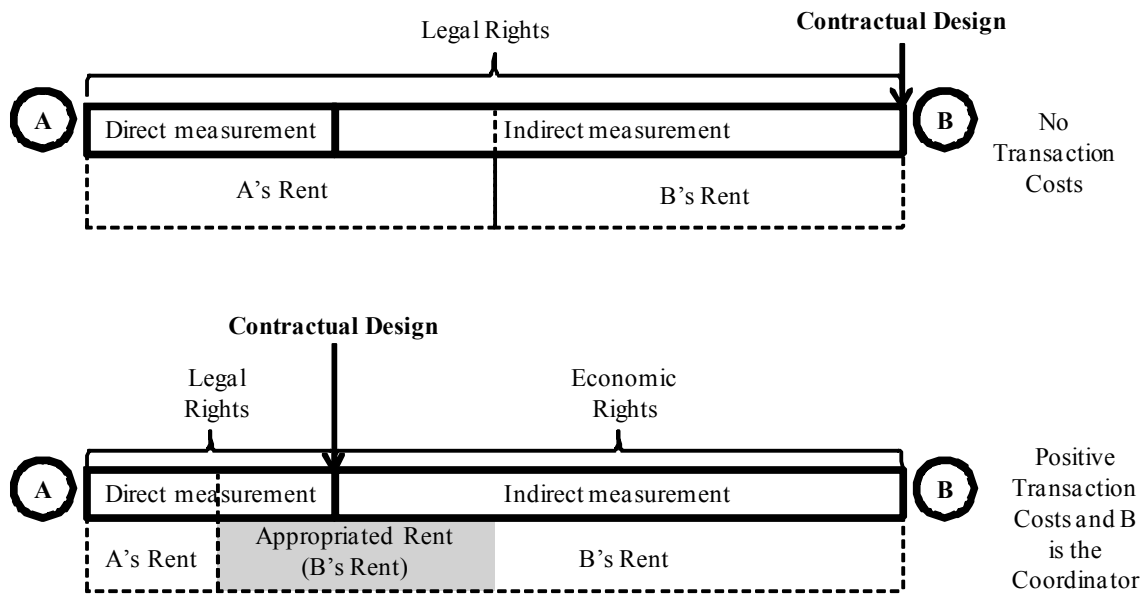 Contractual Design
Legal Rights
A
Direct measurement
Indirect measurement
B
No
Transaction
Costs
A's Rent
B's Rent
Contractual Design
Legal
Rights
Economic
Rights
A
Direct measurement
Indirect measurement
B
Positive
Transaction
Costs and B
is the
Coordinator
A's Rent
Appropriated Rent
(B's Rent)
B's Rent